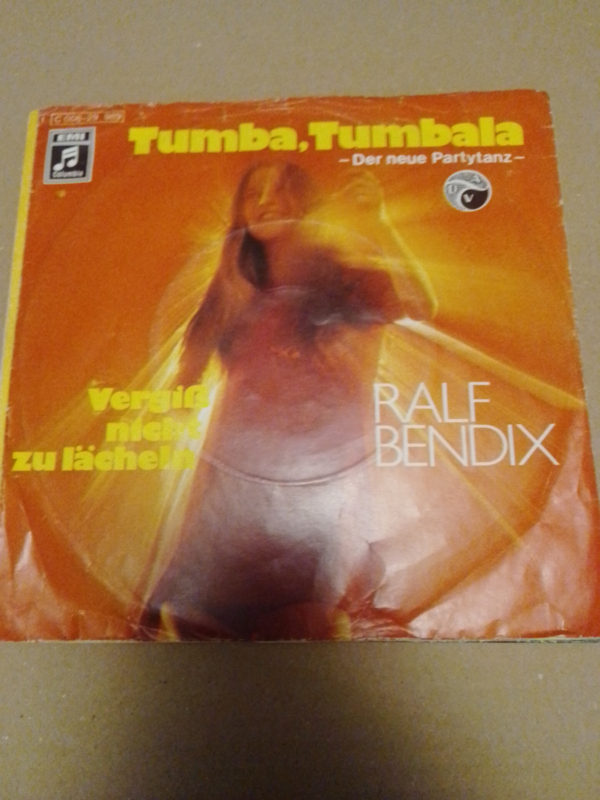 EMI
Columbia
Tumba, Tumbala
–Der neue Partytanz–
Vergiß
nicht
zu lächeln
RALF
BENDIX